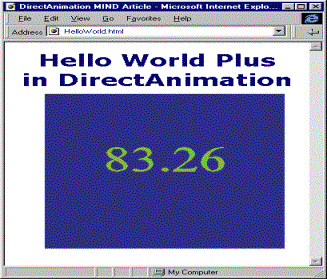 DirectAnimation MIND Article - Microsoft Internet Explo...
File Edit View Go Favorites Help
Address HelloWorld.html
Hello World Plus
in DirectAnimation
83.26
My Computer